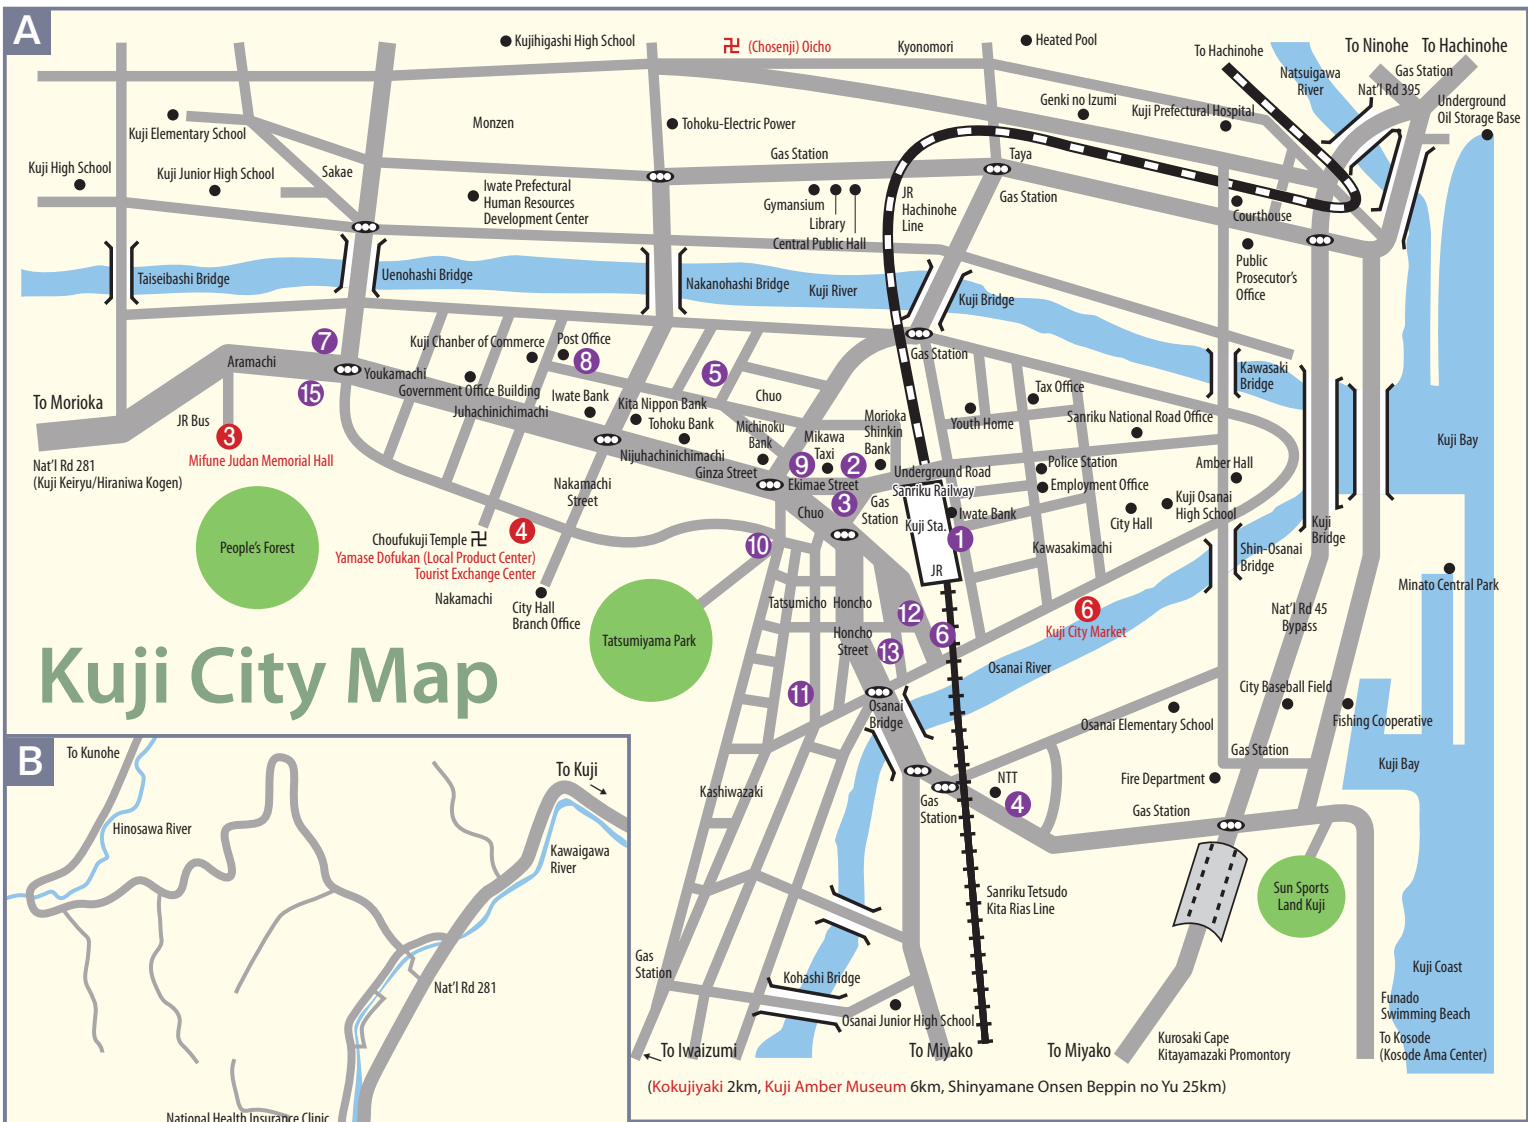 A
Kujihigashi High School
卍 (Chosenji) Oicho
Kyonomori
Heated Pool
To Hachinohe
To Ninohe
To Hachinohe
Gas Station
Natsuigawa
River
Nat'l Rd 395
Underground
Oil Storage Base
Genki no Izumi
Kuji Prefectural Hospital
Kuji Elementary School
Monzen
Tohoku-Electric Power
Kuji High School
Kuji Junior High School
Sakae
Gas Station
Taya
Iwate Prefectural
Human Resources
Development Center
Gymansium
Library
Central Public Hall
JR
Hachinohe
Line
Gas Station
Courthouse
Public
Prosecutor's
Office
Taiseibashi Bridge
Uenohashi Bridge
Nakanohashi Bridge
Kuji River
Kuji Bridge
7
Kuji Chanber of Commerce
Post Office
8
Gas Station
Kawasaki
Bridge
Aramachi
Youkamachi
5
15
Government Office Building
Chuo
Tax Office
To Morioka
Iwate Bank
Kita Nippon Bank
Juhachinichimachi
Tohoku Bank
Morioka
Shinkin
Bank
Youth Home
Sanriku National Road Office
JR Bus
3
Michinoku
Bank
Mikawa
Taxi
Kuji Bay
Mifune Judan Memorial Hall
Nijuhachinichimachi
Ginza Street
9
2
Underground Road
Police Station
Amber Hall
Nat'l Rd 281
(Kuji Keiryu/Hiraniwa Kogen)
Ekimae Street
Employment Office
Nakamachi
Street
Sanriku Railway
3
Gas
Station
Kuji Osanai
High School
Chuo
Iwate Bank
City Hall
Kuji Sta.
Kuji
Bridge
4
1
Choufukuji Temple 卍
People's Forest
10
Kawasakimachi
Shin-Osanai
Bridge
Yamase Dofukan (Local Product Center)
Tourist Exchange Center
JR
Minato Central Park
Nakamachi
City Hall
Branch Office
Tatsumicho
Honcho
12
6
Nat'l Rd 45
Bypass
Kuji City Market
Tatsumiyama Park
Honcho
Street
6
13
Kuji City Map
Osanai River
11
City Baseball Field
Osanai
Bridge
Osanai Elementary School
Fishing Cooperative
B
To Kunohe
To Kuji
Gas Station
Kuji Bay
Kashiwazaki
NTT
Fire Department
4
Gas
Station
Gas Station
Hinosawa River
Kawaigawa
River
Sanriku Tetsudo
Kita Rias Line
Sun Sports
Land Kuji
Gas
Station
Kohashi Bridge
Kuji Coast
Nat'l Rd 281
Funado
Swimming Beach
Osanai Junior High School
To Iwaizumi
To Miyako
To Miyako
Kurosaki Cape
Kitayamazaki Promontory
To Kosode
(Kosode Ama Center)
(Kokujiyaki 2km, Kuji Amber Museum 6km, Shinyamane Onsen Beppin no Yu 25km)
National Health Insurance Clinic